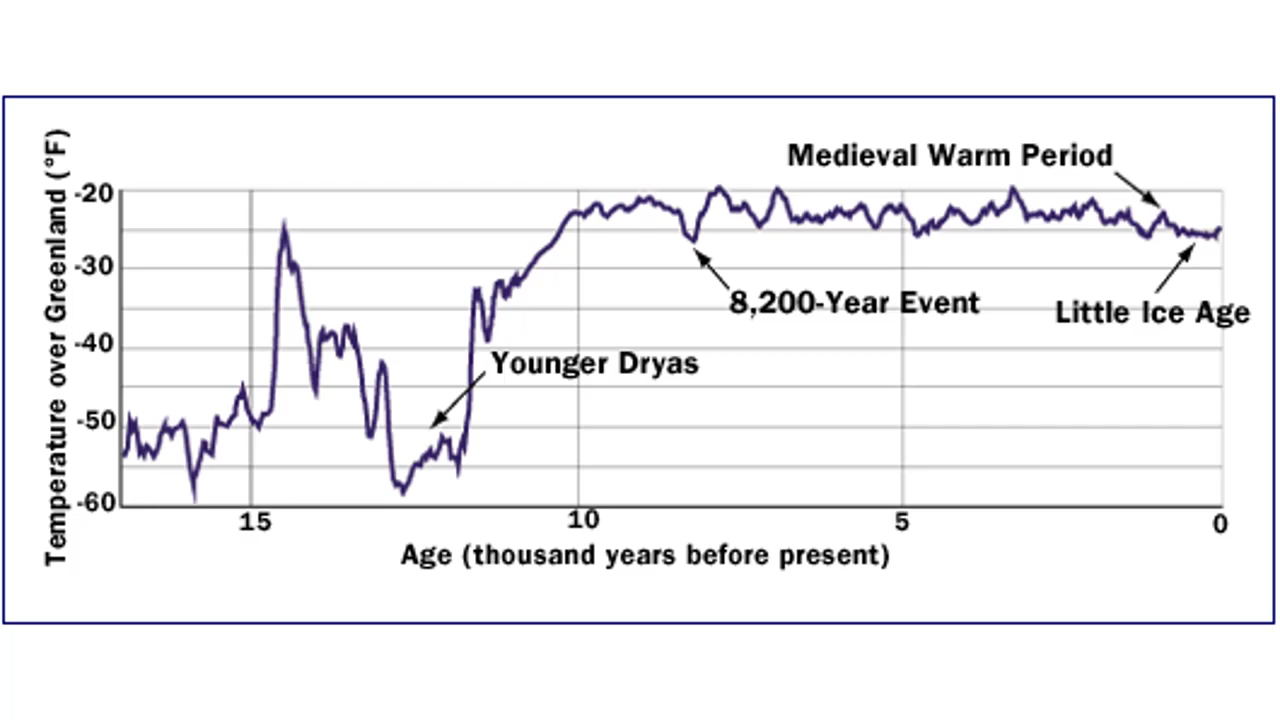 Temperature over Greenland (°F)
-20
-30
-40
-50
-60
Medieval Warm Period
8,200-Year Event
Little Ice Age
Younger Dryas
15
10
5
0
Age (thousand years before present)